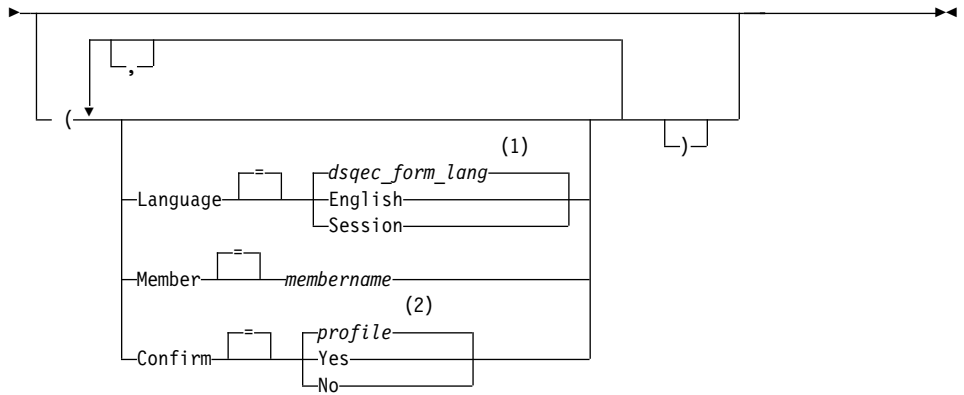 ,
( )
(1)
=
dsqec_form_lang
Language
English
Session
=
Member membername
(2)
=
profile
Confirm
Yes
No